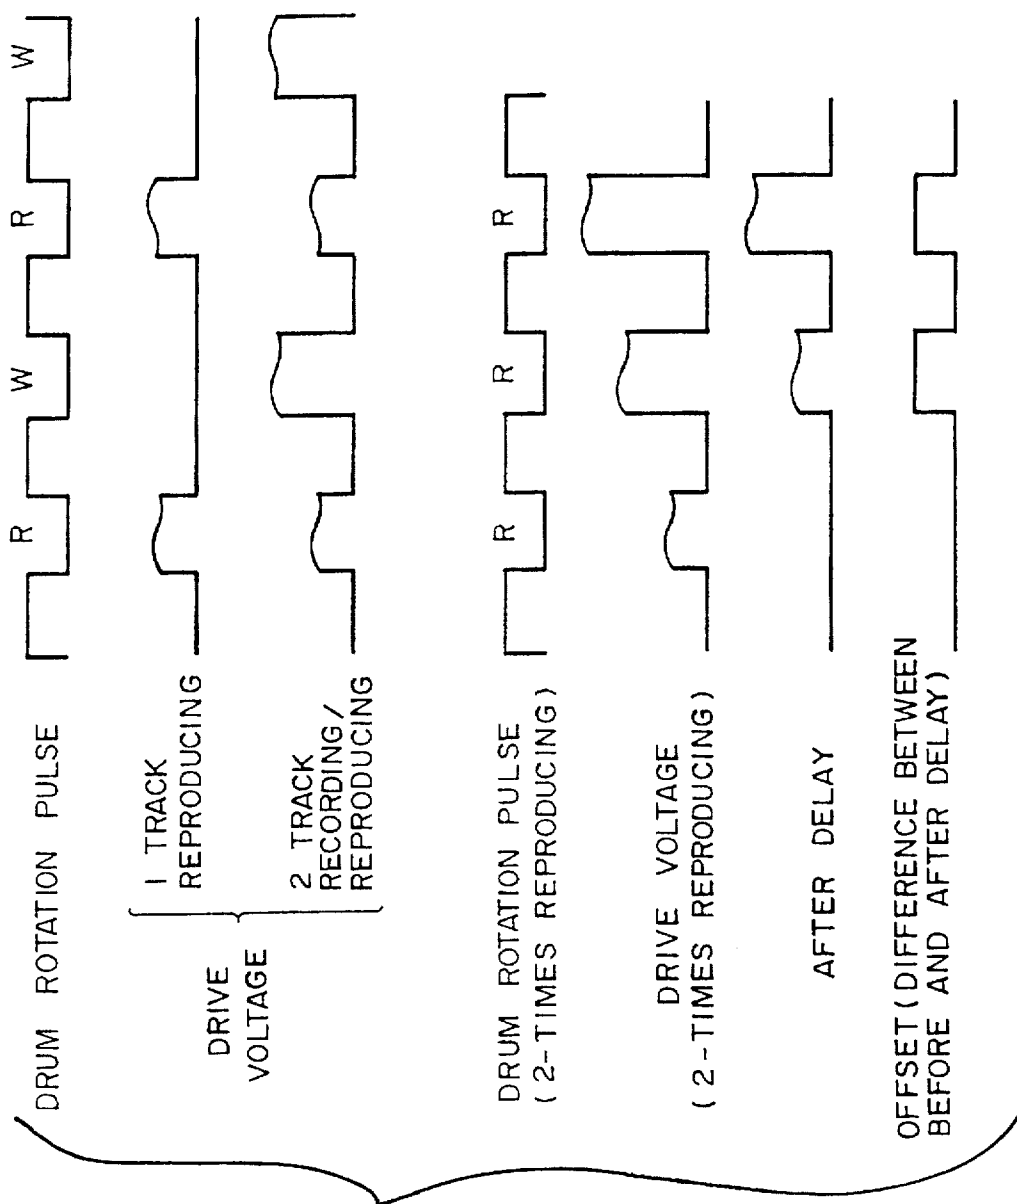 DRUM ROTATION PULSE
R W R W
DRIVE
VOLTAGE
1 TRACK
REPRODUCING
2 TRACK
RECORDING/
REPRODUCING
DRUM ROTATION PULSE
(2-TIMES REPRODUCING)
R R R
DRIVE VOLTAGE
(2-TIMES REPRODUCING)
AFTER DELAY
OFFSET (DIFFERENCE BETWEEN
BEFORE AND AFTER DELAY)